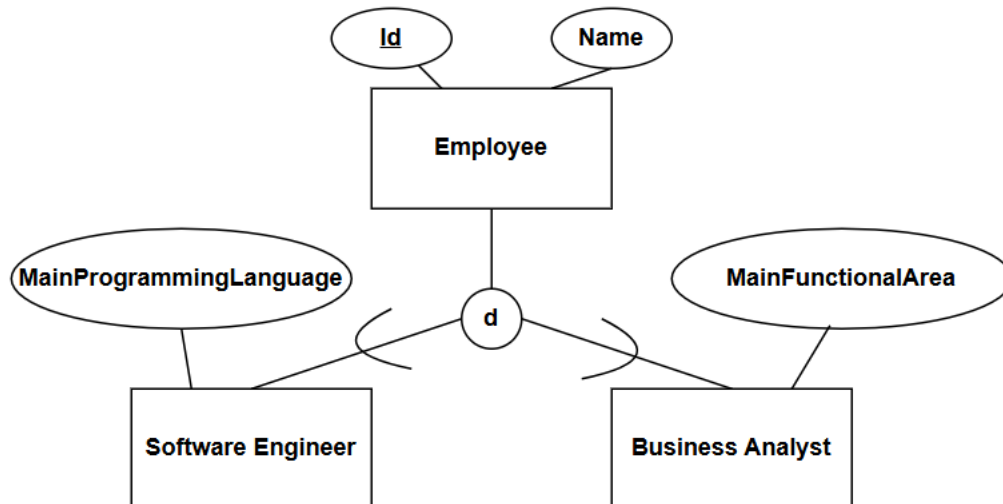 Id
Name
Employee
MainProgrammingLanguage
MainFunctionalArea
d
Software Engineer
Business Analyst